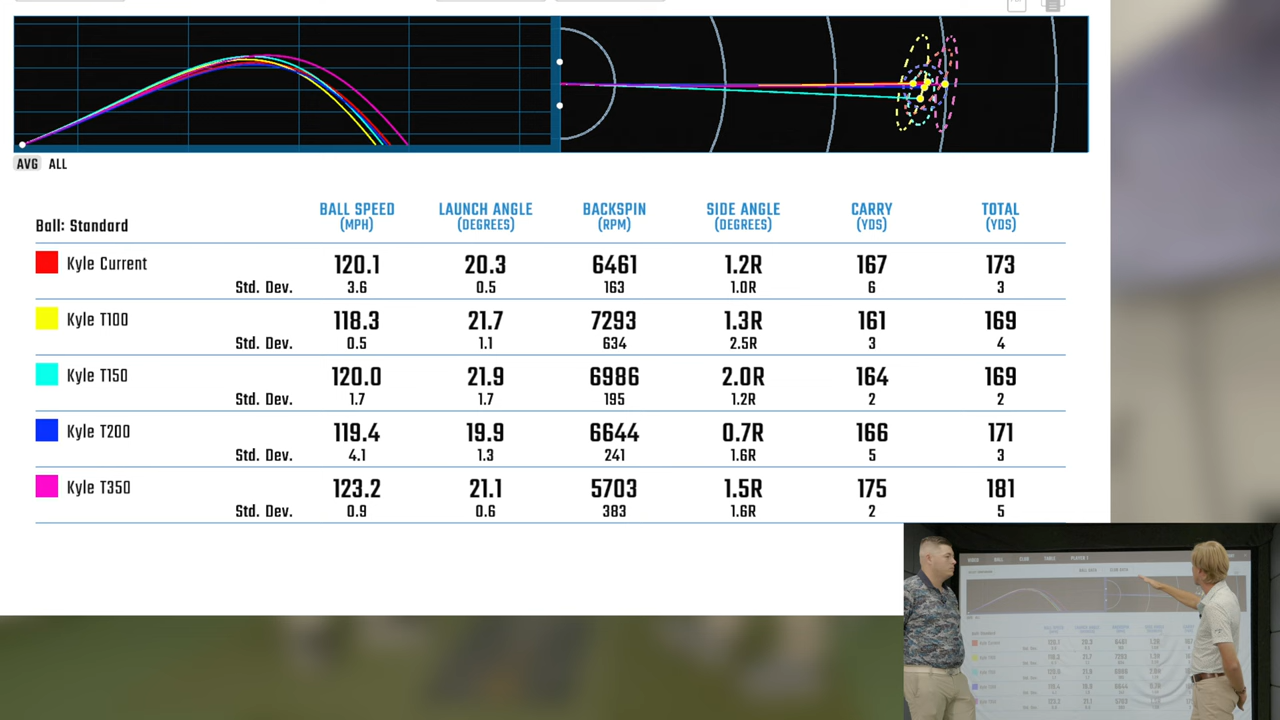 AVG ALL
Ball: Standard
BALL SPEED (MPH) LAUNCH ANGLE (DEGREES) BACKSPIN (RPM) SIDE ANGLE (DEGREES) CARRY (YDS) TOTAL (YDS)
Kyle Current 120.1 20.3 6461 1.2R 167 173
Std. Dev. 3.6 0.5 163 1.0R 6 3
Kyle T100 118.3 21.7 7293 1.3R 161 169
Std. Dev. 0.5 1.1 634 2.5R 3 4
Kyle T150 120.0 21.9 6986 2.0R 164 169
Std. Dev. 1.7 1.7 195 1.2R 2 2
Kyle T200 119.4 19.9 6644 0.7R 166 171
Std. Dev. 4.1 1.3 241 1.6R 5 3
Kyle T350 123.2 21.1 5703 1.5R 175 181
Std. Dev. 0.9 0.6 383 1.6R 2 5